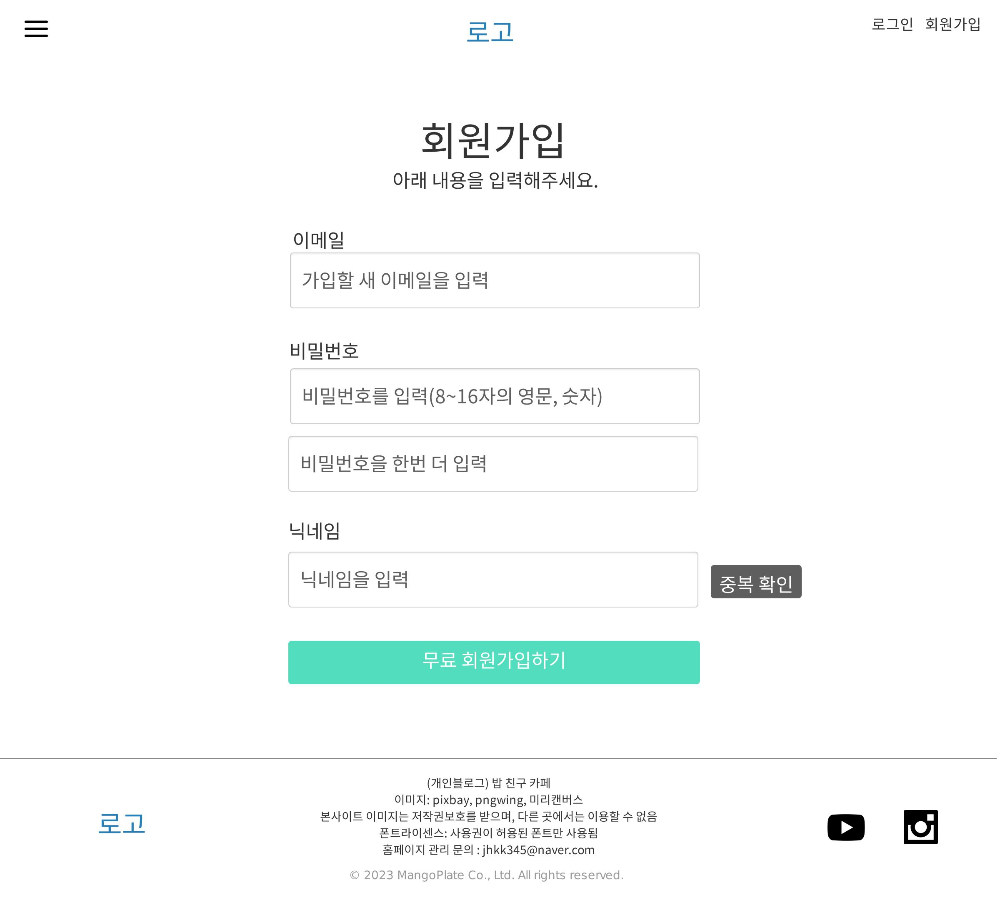 로고
로그인 회원가입
회원가입
아래 내용을 입력해주세요.
이메일
가입할 새 이메일을 입력
비밀번호
비밀번호를 입력(8~16자의 영문, 숫자)
비밀번호을 한번 더 입력
닉네임
닉네임을 입력
중복 확인
무료 회원가입하기
(개인블로그) 밥 친구 카페
이미지: pixbay, pngwing, 미리캔버스
본사이트 이미지는 저작권보호를 받으며, 다른 곳에서는 이용할 수 없음
폰트라이센스: 사용권이 허용된 폰트만 사용됨
홈페이지 관리 문의 : jhkk345@naver.com
로고
© 2023 MangoPlate Co., Ltd. All rights reserved.